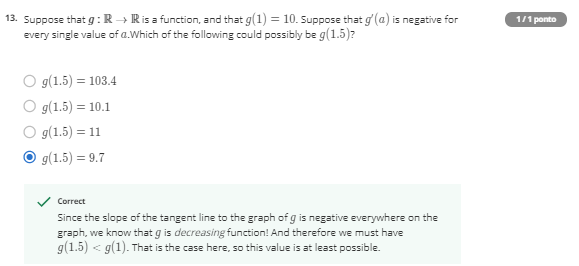 13. Suppose that g : ℝ → ℝ is a function, and that g(1) = 10. Suppose that g'(a) is negative for
every single value of a.Which of the following could possibly be g(1.5)?
1 / 1 ponto
g(1.5) = 103.4
g(1.5) = 10.1
g(1.5) = 11
g(1.5) = 9.7
Correct
Since the slope of the tangent line to the graph of g is negative everywhere on the
graph, we know that g is decreasing function! And therefore we must have
g(1.5) < g(1). That is the case here, so this value is at least possible.